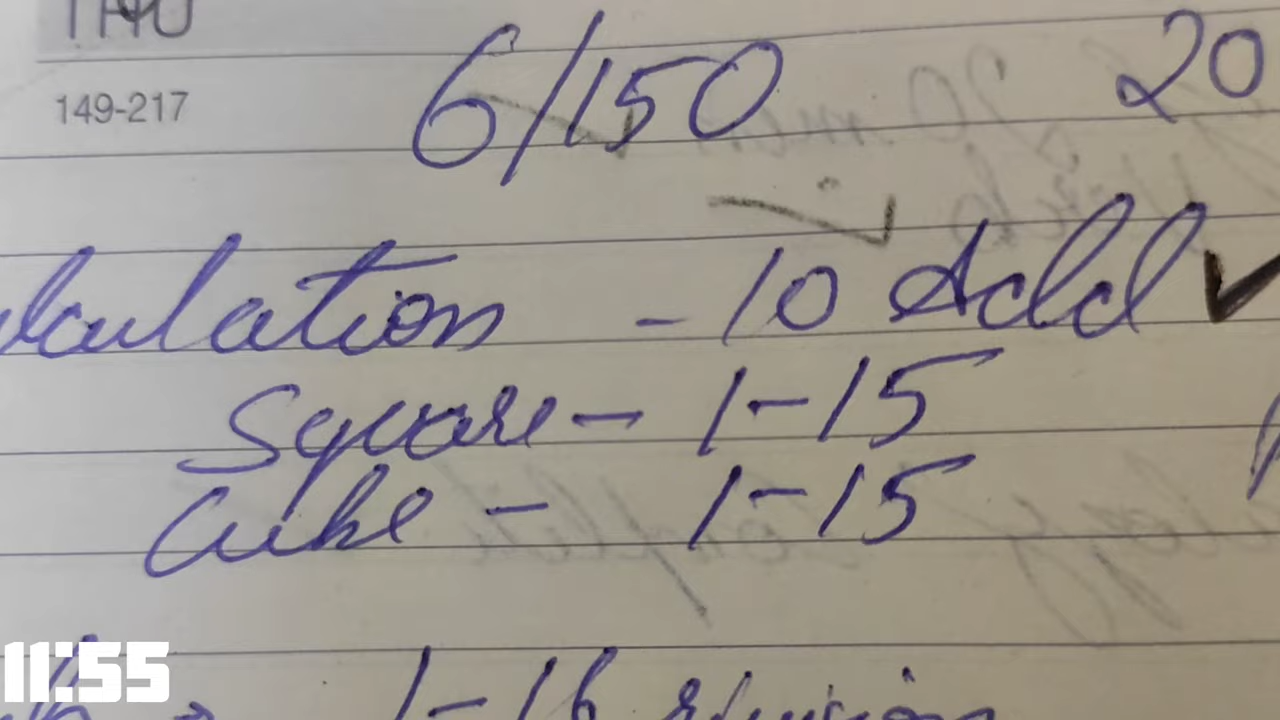 THU
149-217
6/150 20
lculation - 10 Add ✓
Square - 1-15
Cube - 1-15
1-16 revision
11:55